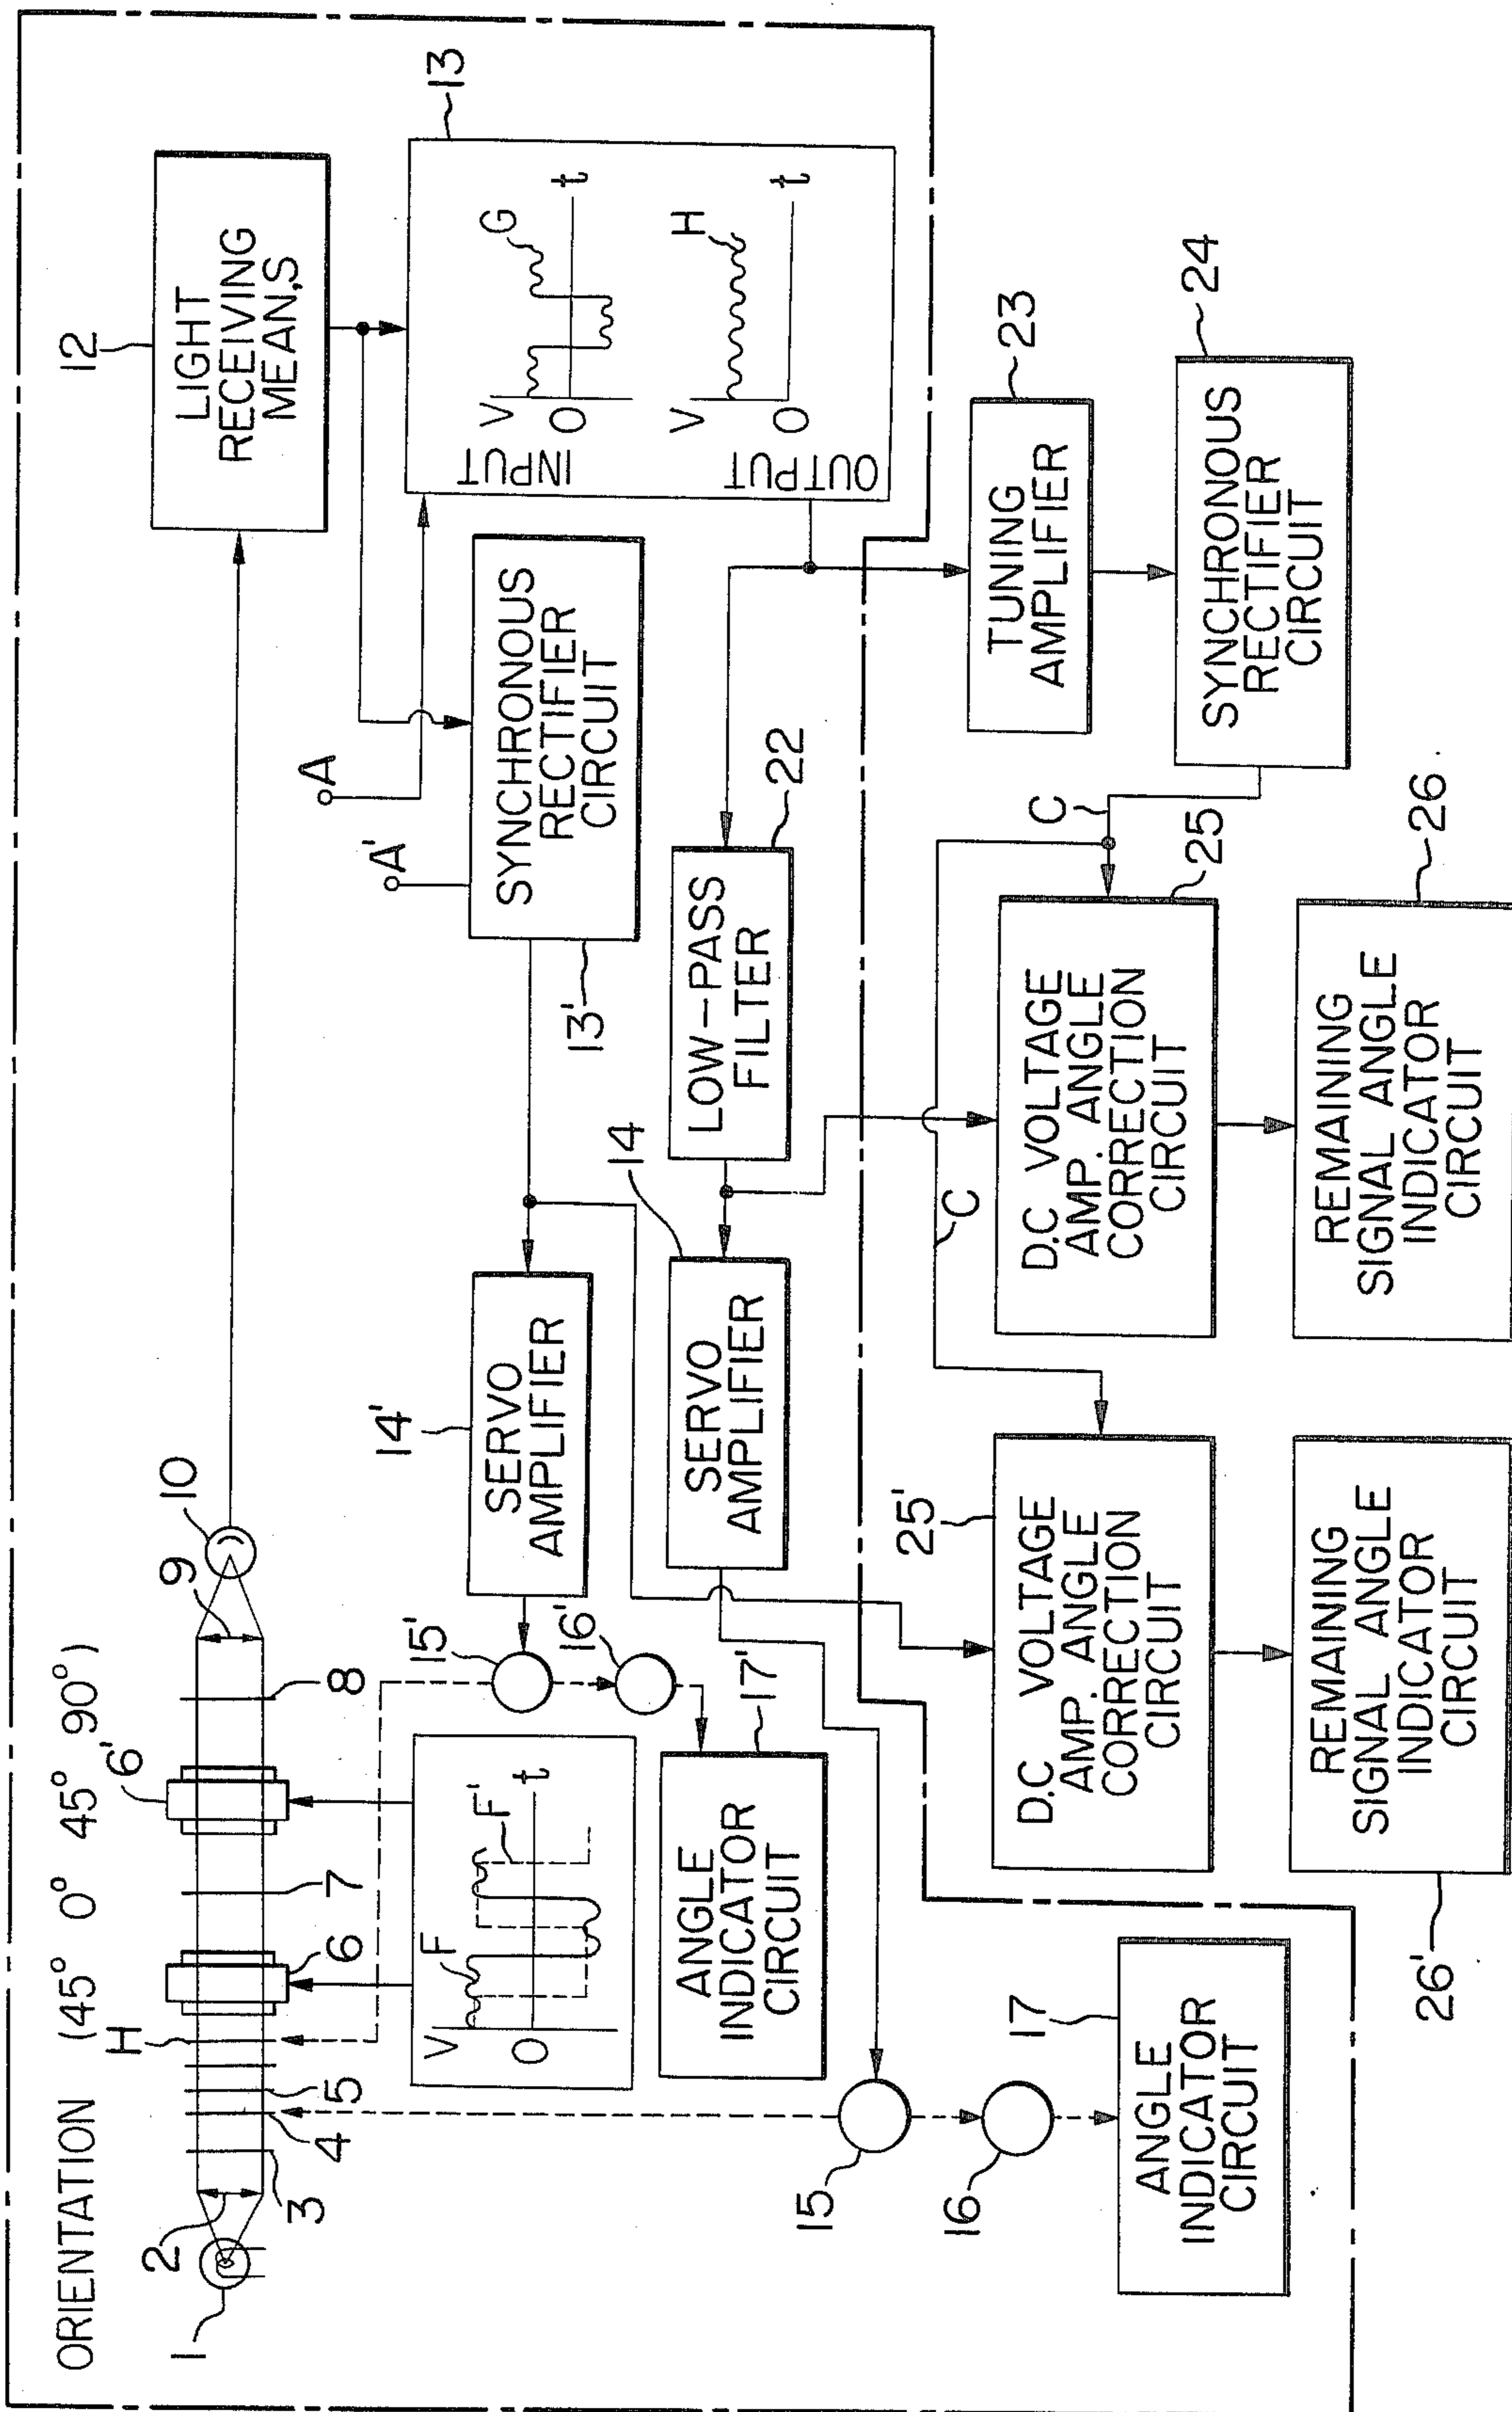 ORIENTATION (45° 0° 45° 90°)
H
6'
9
10
1
2
3
4
5
6
7
8
12
LIGHT
RECEIVING
MEAN,S
A
A'
13
INPUT
V
O
t
G
OUTPUT
V
O
t
H
V
O
F
F'
t
15'
16'
14'
SERVO
AMPLIFIER
13'
SYNCHRONOUS
RECTIFIER
CIRCUIT
ANGLE
INDICATOR
CIRCUIT
17'
14
SERVO
AMPLIFIER
LOW-PASS
FILTER
22
TUNING
AMPLIFIER
23
SYNCHRONOUS
RECTIFIER
CIRCUIT
24
15
16
17
ANGLE
INDICATOR
CIRCUIT
25'
D.C VOLTAGE
AMP. ANGLE
CORRECTION
CIRCUIT
C
C
25
D.C VOLTAGE
AMP. ANGLE
CORRECTION
CIRCUIT
26'
REMAINING
SIGNAL ANGLE
INDICATOR
CIRCUIT
26
REMAINING
SIGNAL ANGLE
INDICATOR
CIRCUIT